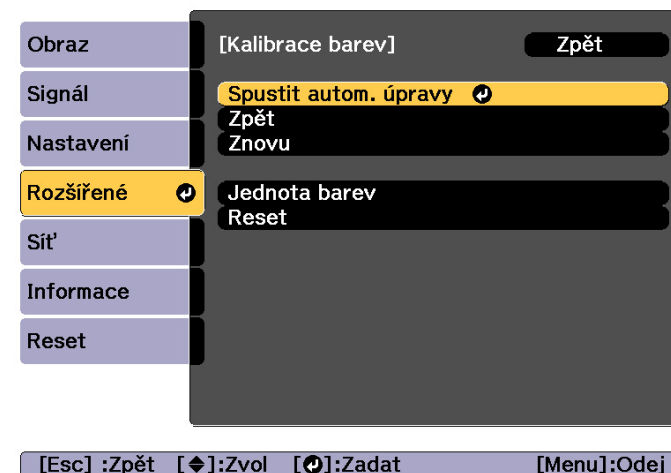 Obraz
Signál
Nastavení
Rozšířené
Síť
Informace
Reset
[Kalibrace barev] Zpět
Spustit autom. úpravy
Zpět
Znovu
Jednota barev
Reset
[Esc] :Zpět [◆]:Zvol [⏎]:Zadat [Menu]:Odej